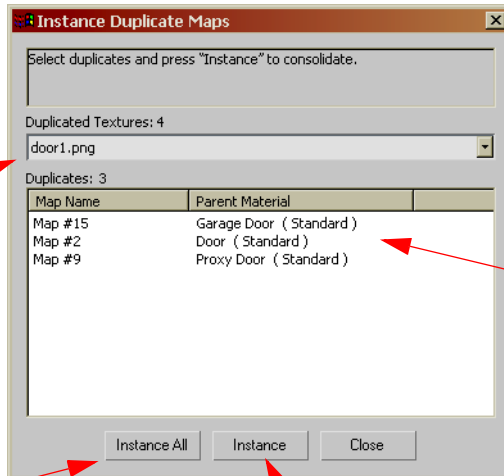 Instance Duplicate Maps
Select duplicates and press "Instance" to consolidate.
Duplicated Textures: 4
door1.png
Duplicates: 3
Map Name Parent Material
Map #15 Garage Door ( Standard )
Map #2 Door ( Standard )
Map #9 Proxy Door ( Standard )
Instance All Instance Close